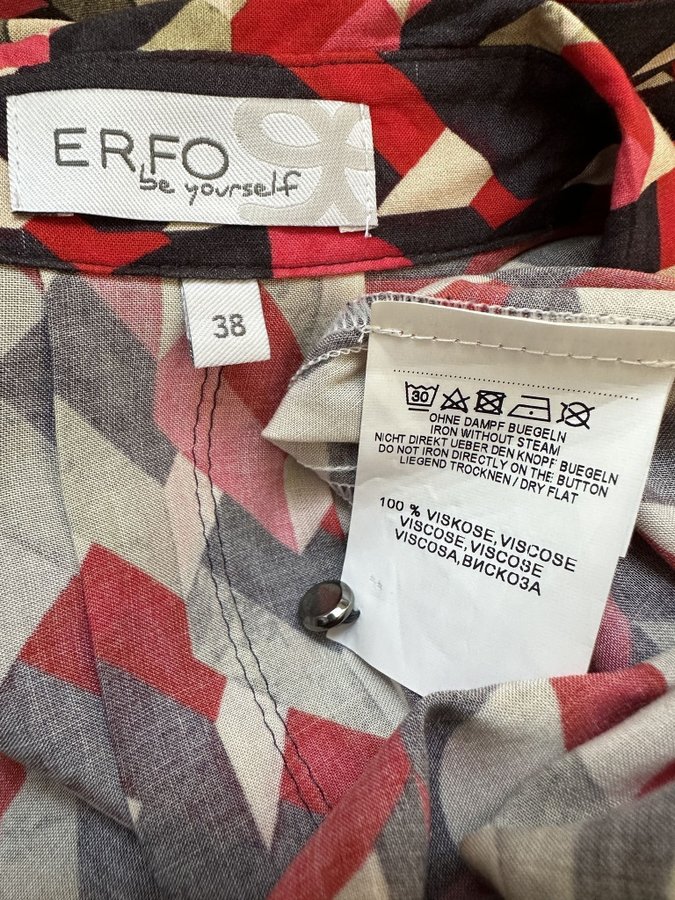 ERFO
be yourself
38
30
OHNE DAMPF BUEGELN
IRON WITHOUT STEAM
NICHT DIREKT UEBER DEN KNOPF BUEGELN
DO NOT IRON DIRECTLY ON THE BUTTON
LIEGEND TROCKNEN / DRY FLAT
100 % VISKOSE, VISCOSE
VISCOSE, VISCOSE
VISCOSA, ВИСКОЗА